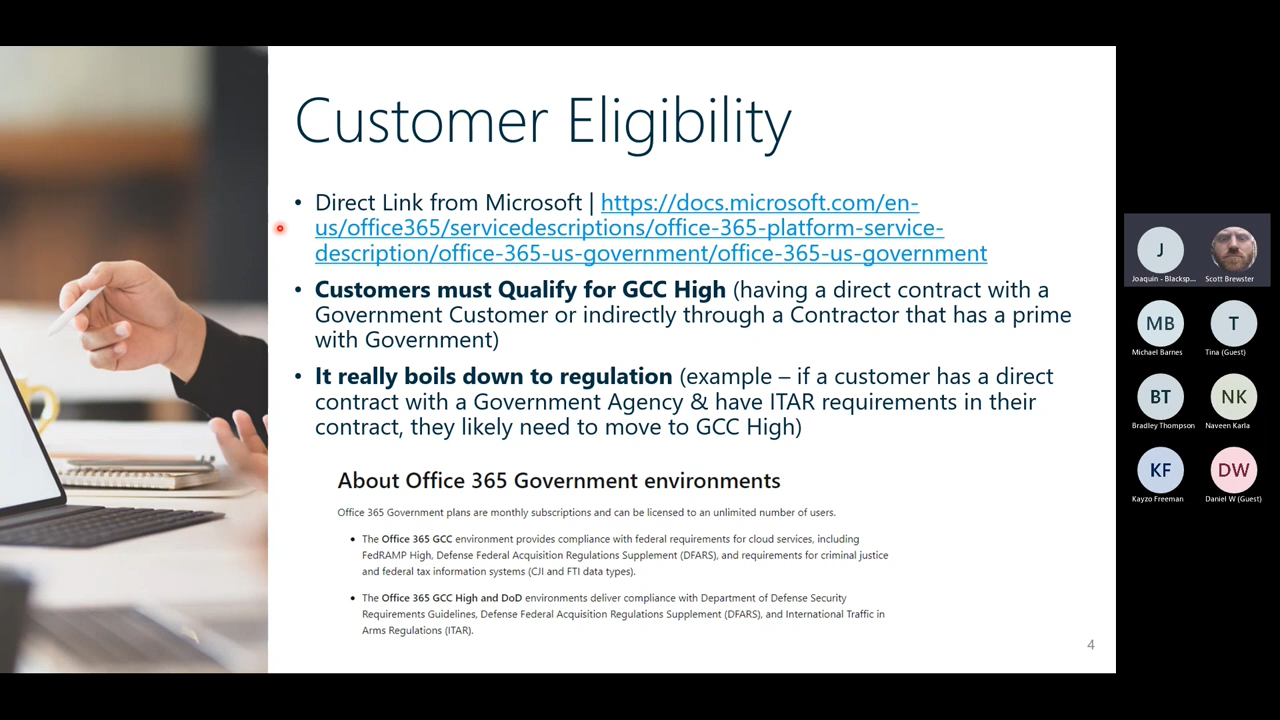 Customer Eligibility
• Direct Link from Microsoft | https://docs.microsoft.com/en-
us/office365/servicedescriptions/office-365-platform-service-
description/office-365-us-government/office-365-us-government
• Customers must Qualify for GCC High (having a direct contract with a
Government Customer or indirectly through a Contractor that has a prime
with Government)
• It really boils down to regulation (example – if a customer has a direct
contract with a Government Agency & have ITAR requirements in their
contract, they likely need to move to GCC High)
About Office 365 Government environments
Office 365 Government plans are monthly subscriptions and can be licensed to an unlimited number of users.
• The Office 365 GCC environment provides compliance with federal requirements for cloud services, including
FedRAMP High, Defense Federal Acquisition Regulations Supplement (DFARS), and requirements for criminal justice
and federal tax information systems (CJI and FTI data types).
• The Office 365 GCC High and DoD environments deliver compliance with Department of Defense Security
Requirements Guidelines, Defense Federal Acquisition Regulations Supplement (DFARS), and International Traffic in
Arms Regulations (ITAR).
4
J
Joaquin - Blacksp... Scott Brewster
MB T
Michael Barnes Tina (Guest)
BT NK
Bradley Thompson Naveen Karla
KF DW
Kayzo Freeman Daniel W (Guest)